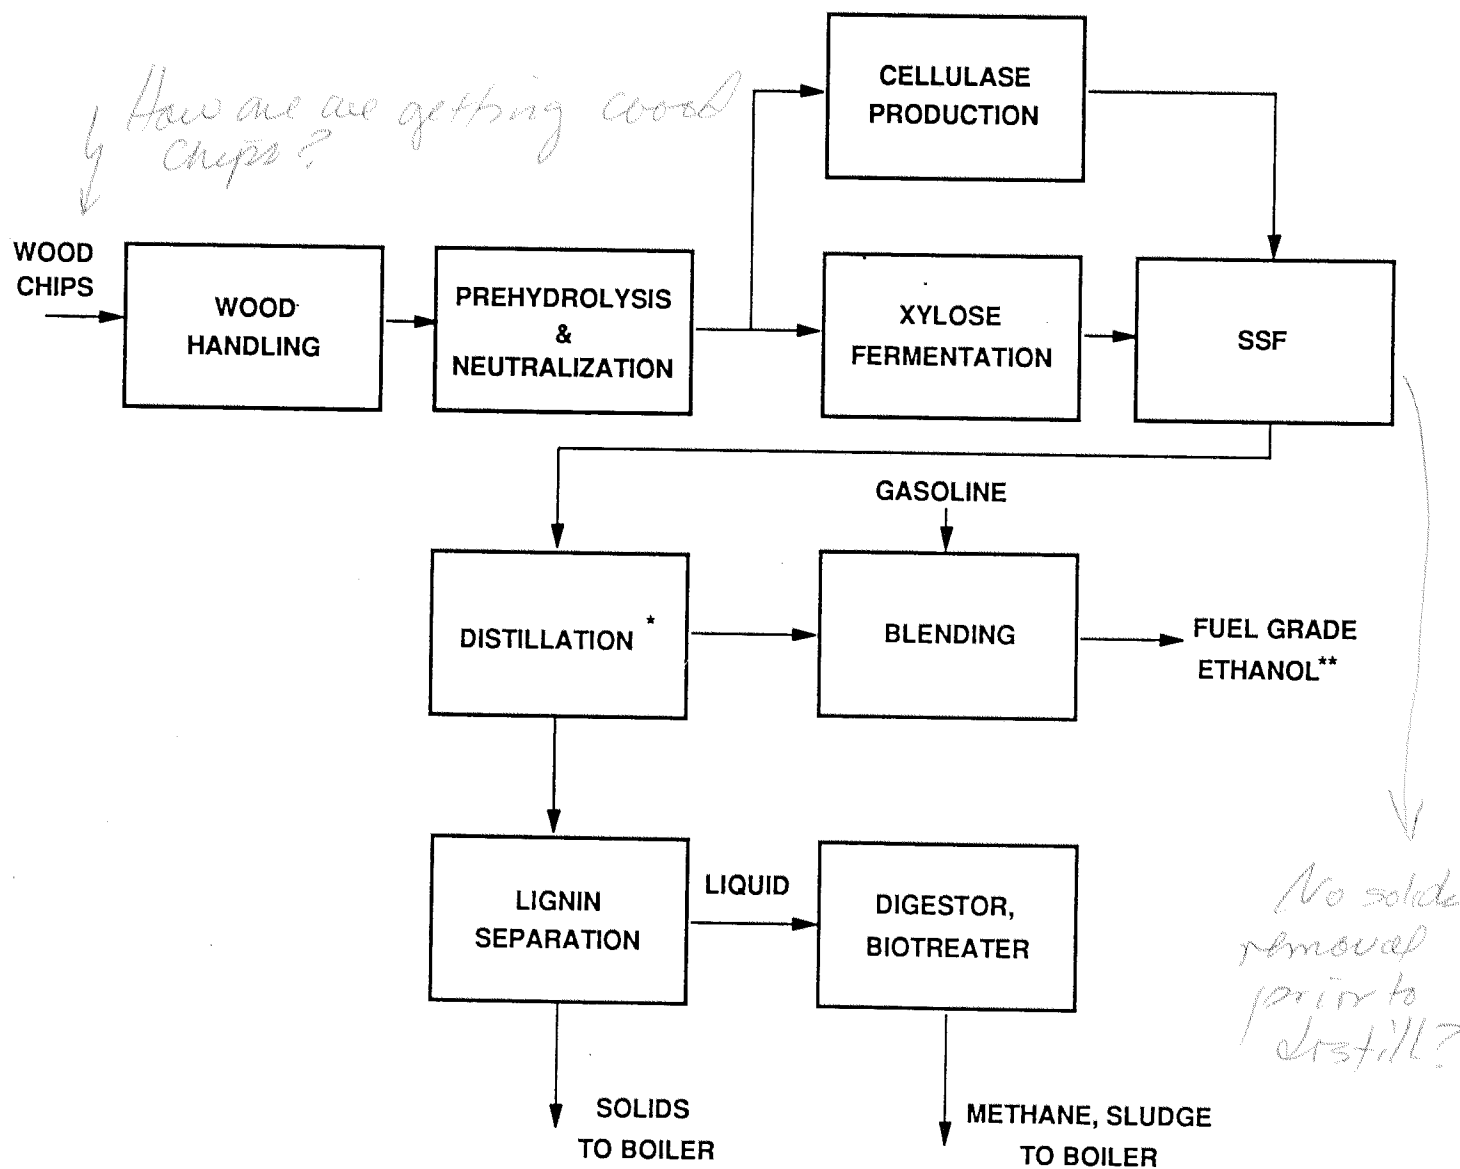 CELLULASE
PRODUCTION
How are we getting wood
chips?
WOOD
CHIPS
WOOD
HANDLING
PREHYDROLYSIS
&
NEUTRALIZATION
XYLOSE
FERMENTATION
SSF
GASOLINE
DISTILLATION *
BLENDING
FUEL GRADE
ETHANOL**
LIGNIN
SEPARATION
LIQUID
DIGESTOR,
BIOTREATER
No solids
removal
prior to
distill?
SOLIDS
TO BOILER
METHANE, SLUDGE
TO BOILER